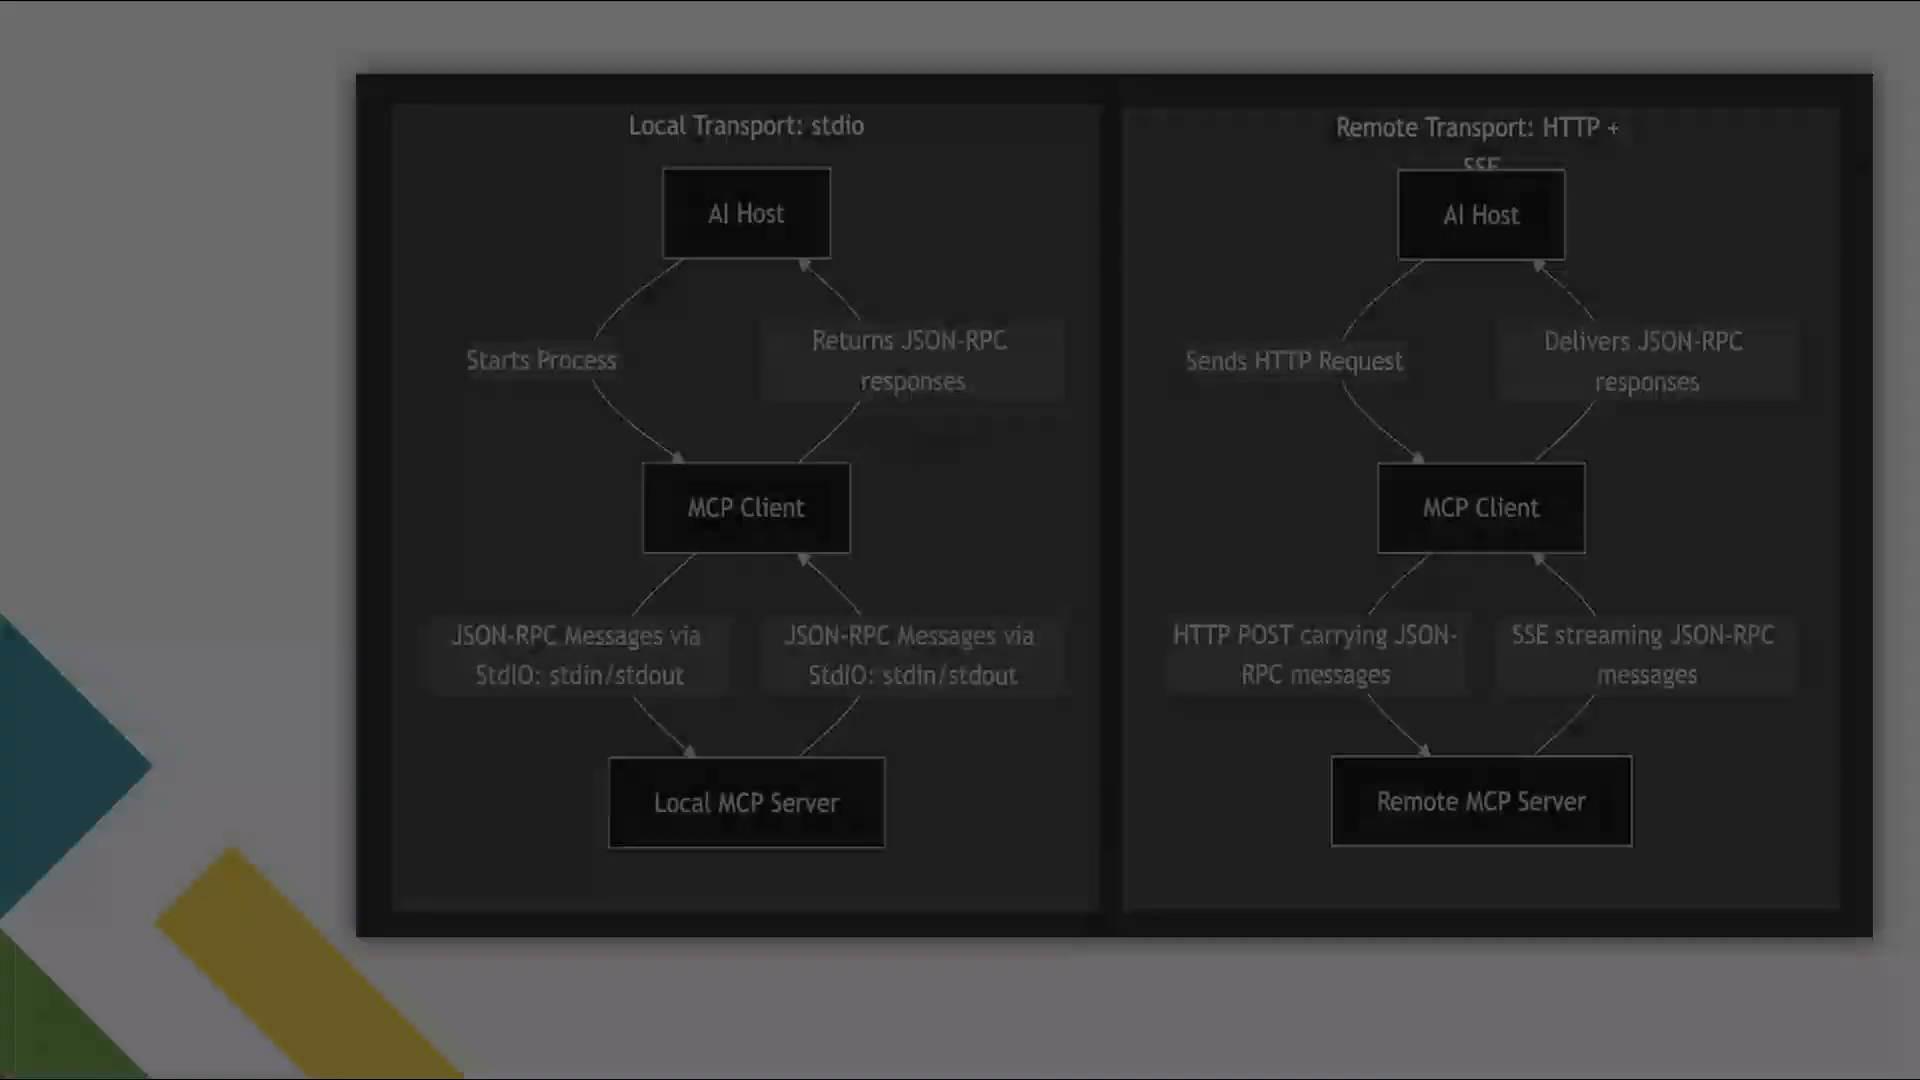 Local Transport: stdio
AI Host
Starts Process
Returns JSON-RPC
responses
MCP Client
JSON-RPC Messages via
StdIO: stdin/stdout
JSON-RPC Messages via
StdIO: stdin/stdout
Local MCP Server
Remote Transport: HTTP +
SSE
AI Host
Sends HTTP Request
Delivers JSON-RPC
responses
MCP Client
HTTP POST carrying JSON-
RPC messages
SSE streaming JSON-RPC
messages
Remote MCP Server